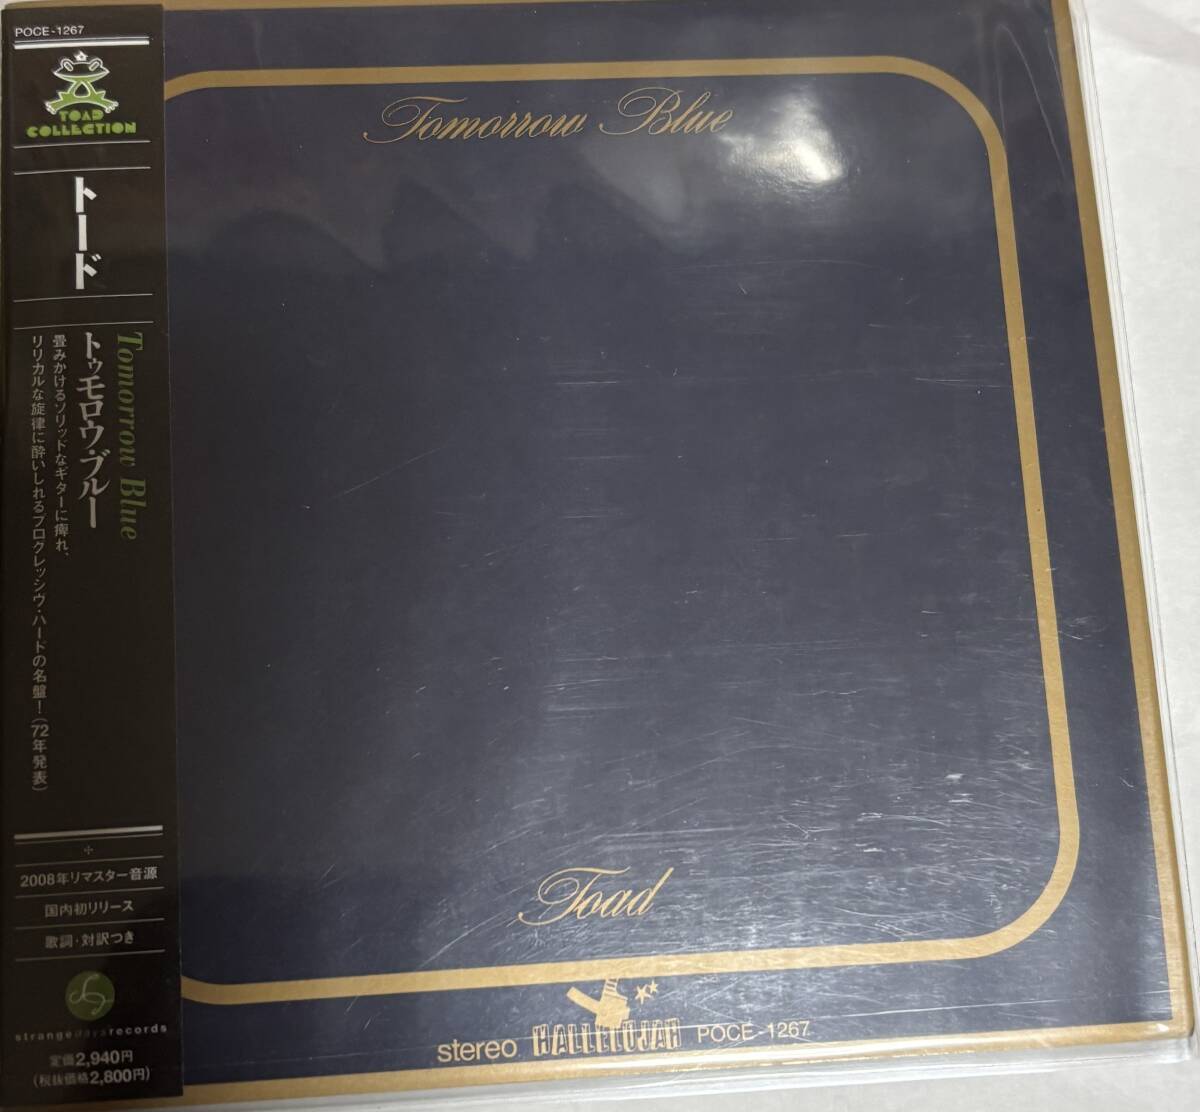 POCE-1267
TOAD
COLLECTION
トード
Tomorrow Blue
トゥモロウ・ブルー
畳みかけるソリッドなギターに痺れ、
リリカルな旋律に酔いしれるプログレッシヴ・ハードの名盤！(72年発表)
2008年リマスター音源
国内初リリース
歌詞・対訳つき
strangedaysrecords
定価2,940円
(税抜価格2,800円)
Tomorrow Blue
Toad
stereo HALLELUJAH POCE-1267